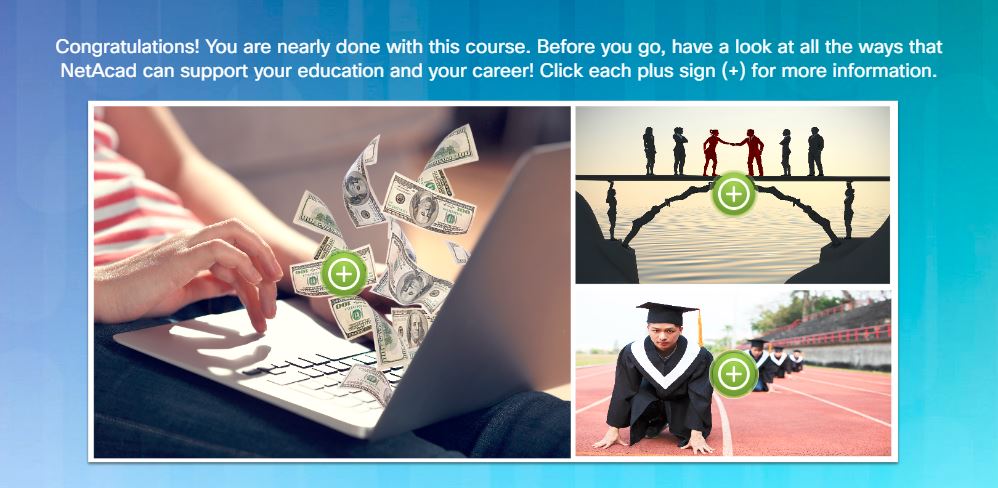 Congratulations! You are nearly done with this course. Before you go, have a look at all the ways that
NetAcad can support your education and your career! Click each plus sign (+) for more information.